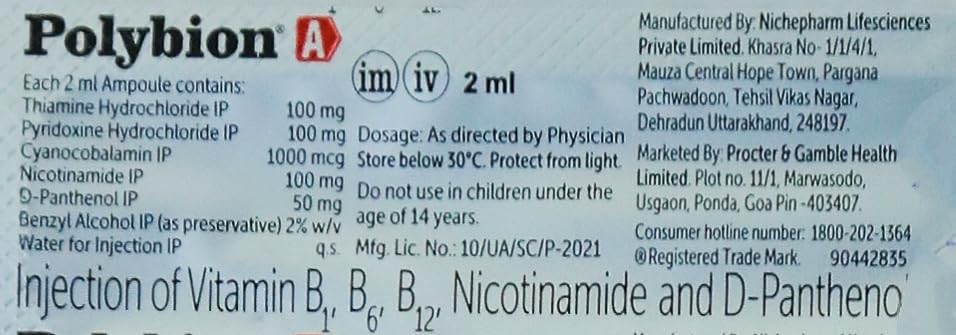 Polybion® A
Each 2 ml Ampoule contains:
Thiamine Hydrochloride IP 100 mg
Pyridoxine Hydrochloride IP 100 mg
Cyanocobalamin IP 1000 mcg
Nicotinamide IP 100 mg
D-Panthenol IP 50 mg
Benzyl Alcohol IP (as preservative) 2% w/v
Water for Injection IP q.s.
im iv 2 ml
Dosage: As directed by Physician
Store below 30°C. Protect from light.
Do not use in children under the
age of 14 years.
Mfg. Lic. No.: 10/UA/SC/P-2021
Manufactured By: Nichepharm Lifesciences
Private Limited. Khasra No- 1/1/4/1,
Mauza Central Hope Town, Pargana
Pachwadoon, Tehsil Vikas Nagar,
Dehradun Uttarakhand, 248197.
Marketed By: Procter & Gamble Health
Limited. Plot no. 11/1, Marwasodo,
Usgaon, Ponda, Goa Pin -403407.
Consumer hotline number: 1800-202-1364
®Registered Trade Mark. 90442835
Injection of Vitamin B1, B6, B12, Nicotinamide and D-Pantheno